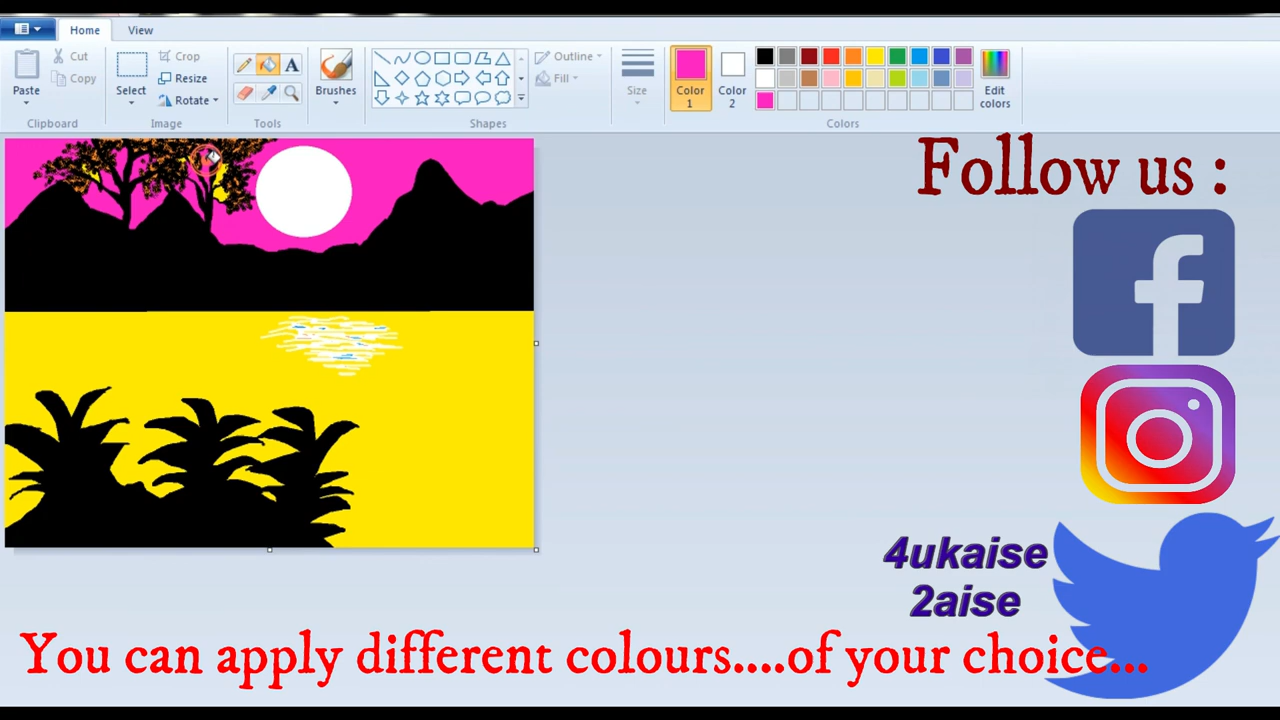 Home View
Cut
Copy
Paste
Clipboard
Select
Crop
Resize
Rotate
Image
A
Tools
Brushes
Outline
Fill
Shapes
Size
Color 1
Color 2
Edit colors
Colors
Follow us :
4ukaise
2aise
You can apply different colours....of your choice...